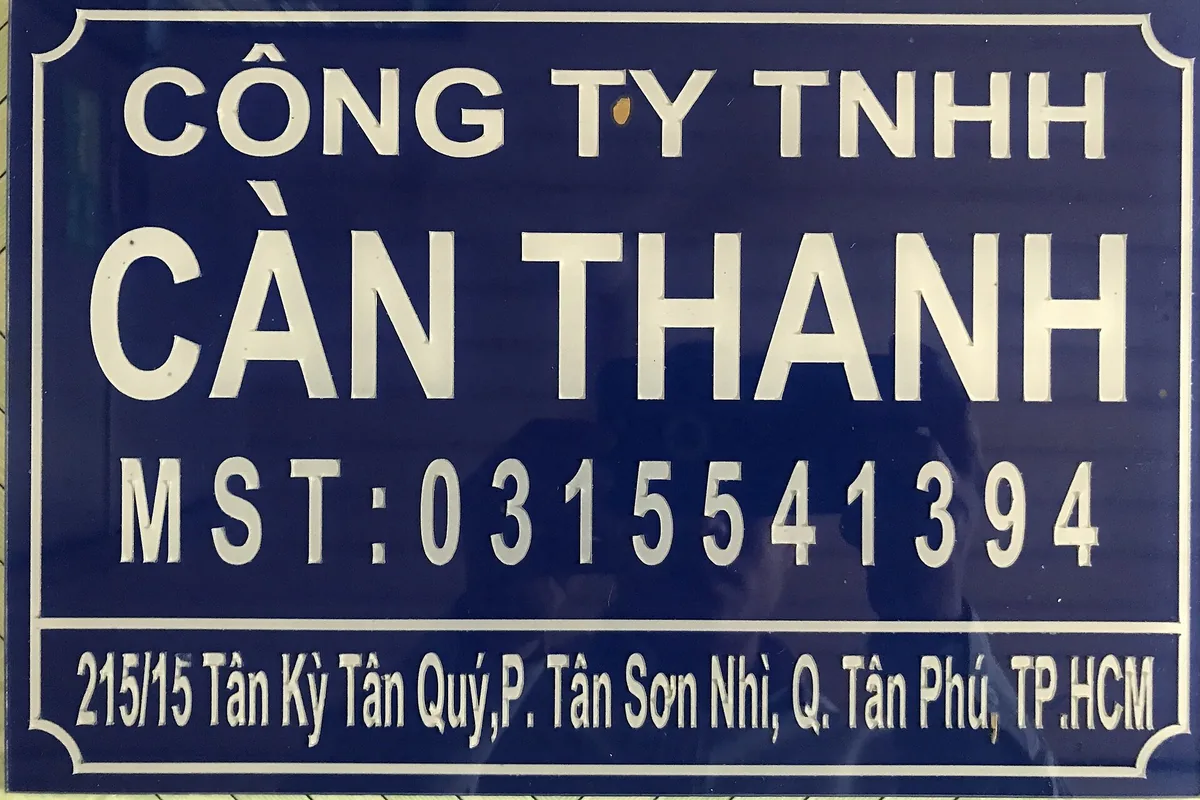 CÔNG TY TNHH
CÀN THANH
MST:0315541394
215/15 Tân Kỳ Tân Quý,P. Tân Sơn Nhì, Q. Tân Phú, TP.HCM